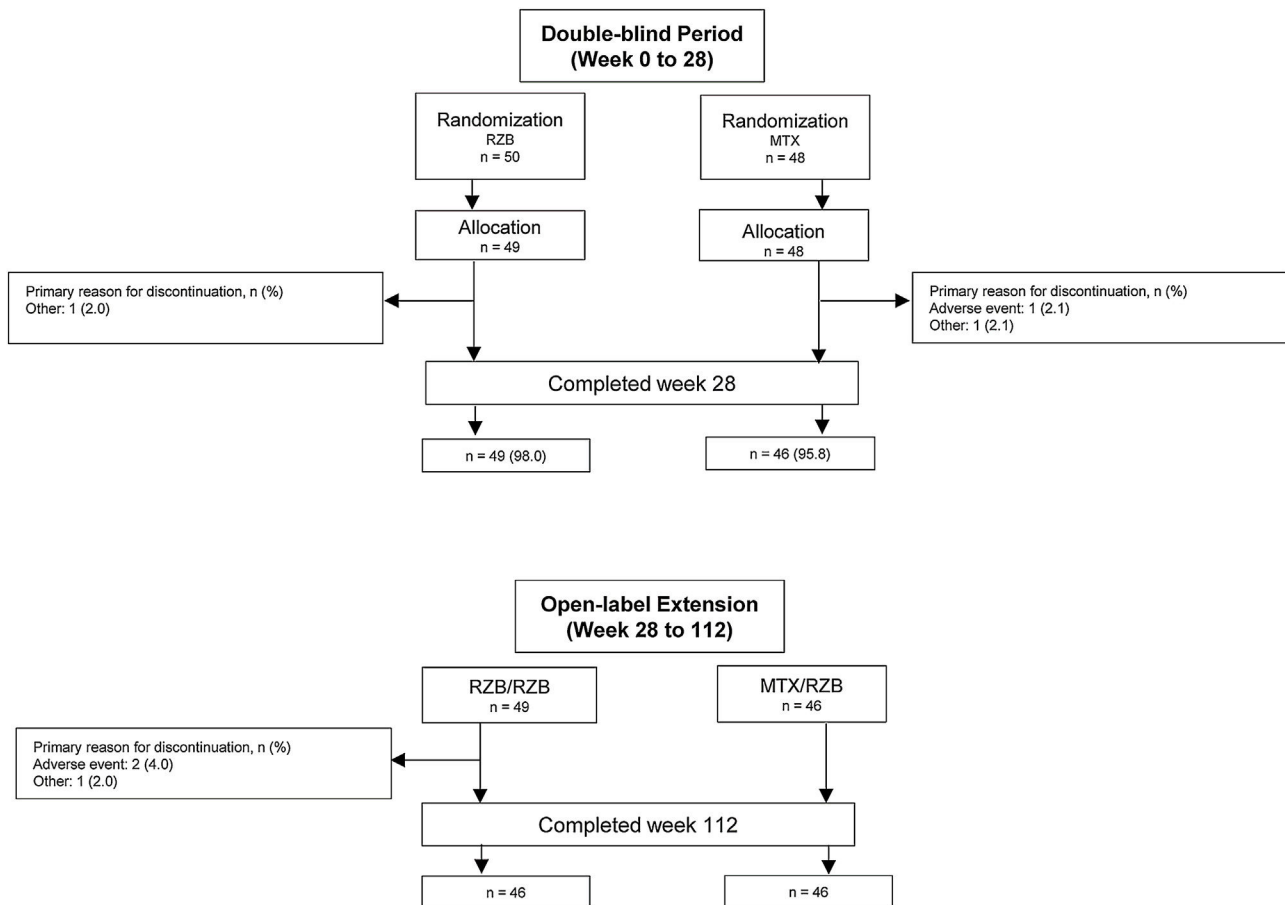 Double-blind Period
(Week 0 to 28)
Randomization
RZB
n = 50
Randomization
MTX
n = 48
Allocation
n = 49
Allocation
n = 48
Primary reason for discontinuation, n (%)
Other: 1 (2.0)
Primary reason for discontinuation, n (%)
Adverse event: 1 (2.1)
Other: 1 (2.1)
Completed week 28
n = 49 (98.0)
n = 46 (95.8)
Open-label Extension
(Week 28 to 112)
RZB/RZB
n = 49
MTX/RZB
n = 46
Primary reason for discontinuation, n (%)
Adverse event: 2 (4.0)
Other: 1 (2.0)
Completed week 112
n = 46
n = 46